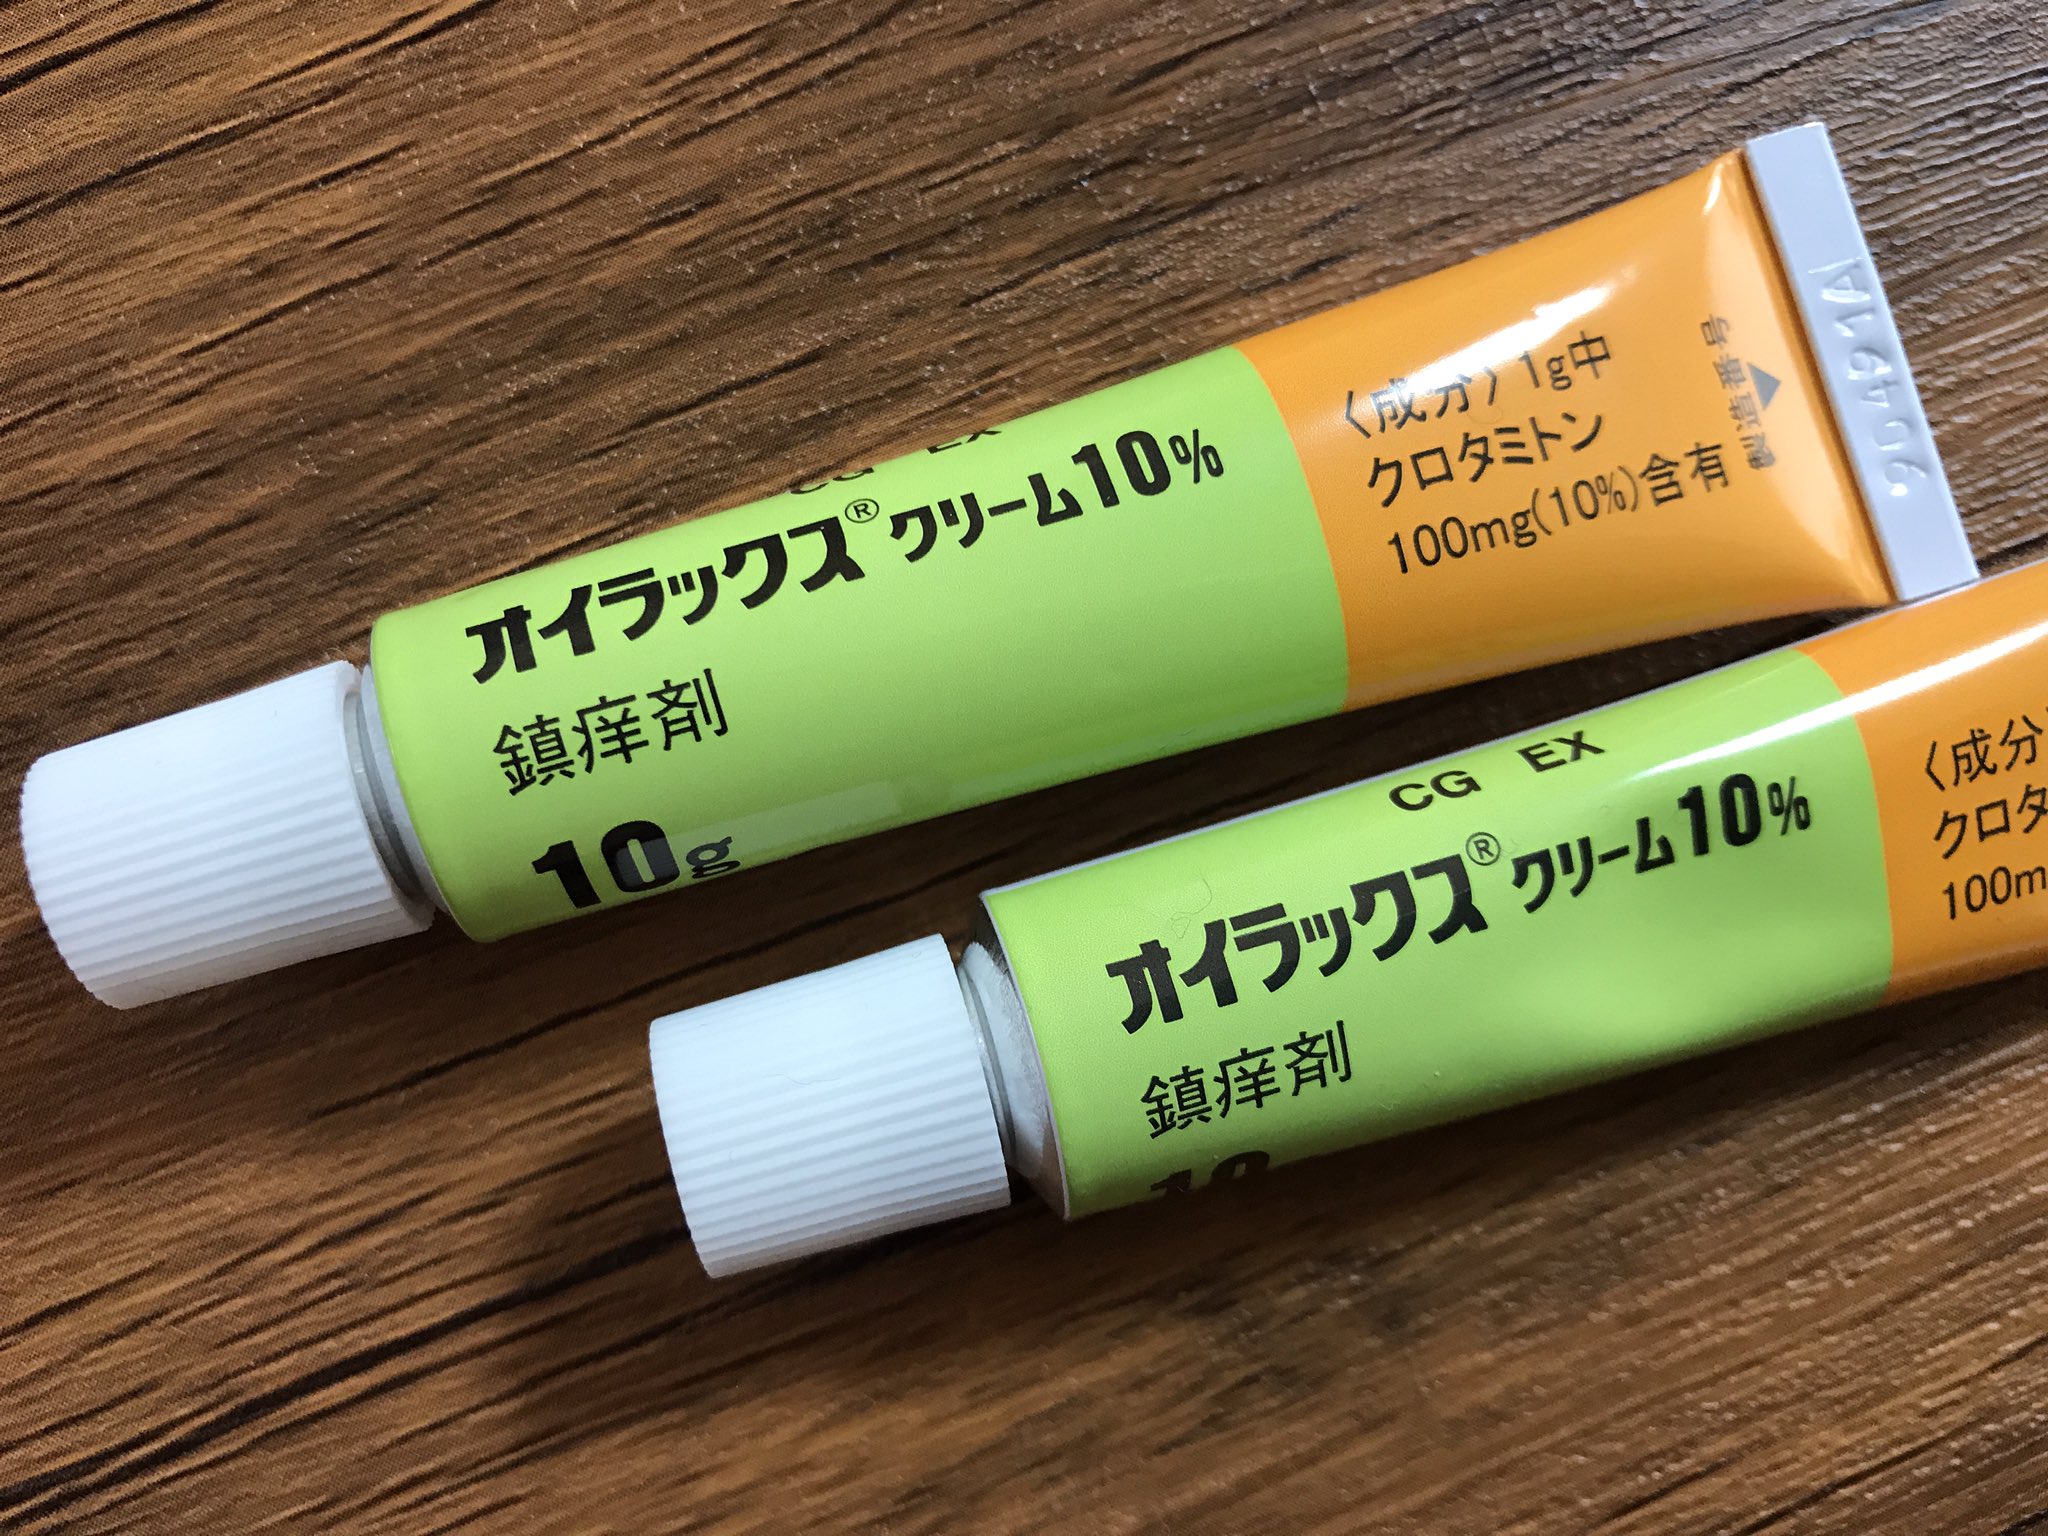 CG EX
オイラックス® クリーム10%
鎮痒剤
10g
〈成分〉1g中
クロタミトン
100mg(10%)含有
製造番号
9G491A
CG EX
オイラックス® クリーム10%
鎮痒剤
10
〈成分
クロタ
100m